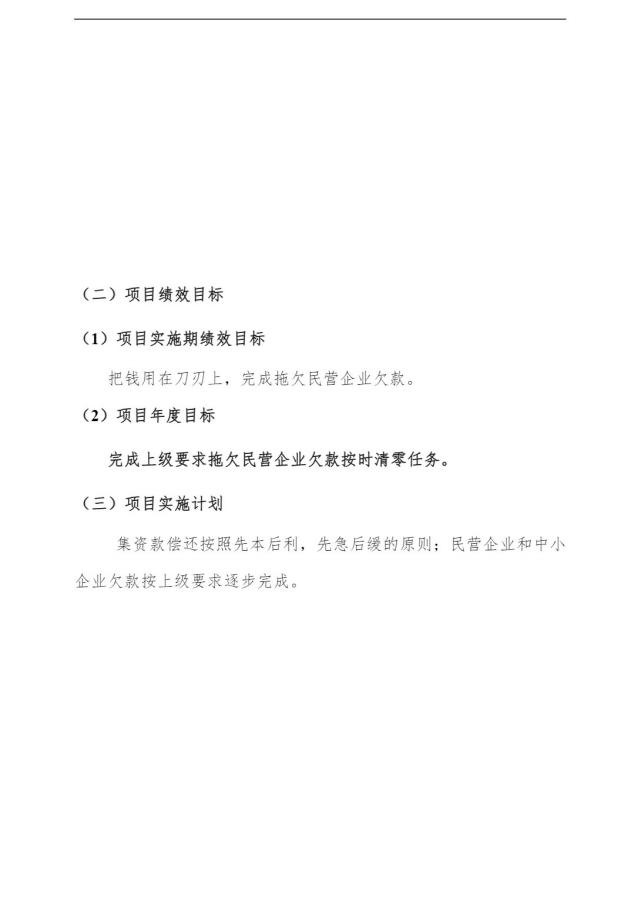 （二）项目绩效目标
（1）项目实施期绩效目标
把钱用在刀刃上，完成拖欠民营企业欠款。
（2）项目年度目标
完成上级要求拖欠民营企业欠款按时清零任务。
（三）项目实施计划
集资款偿还按照先本后利，先急后缓的原则；民营企业和中小
企业欠款按上级要求逐步完成。